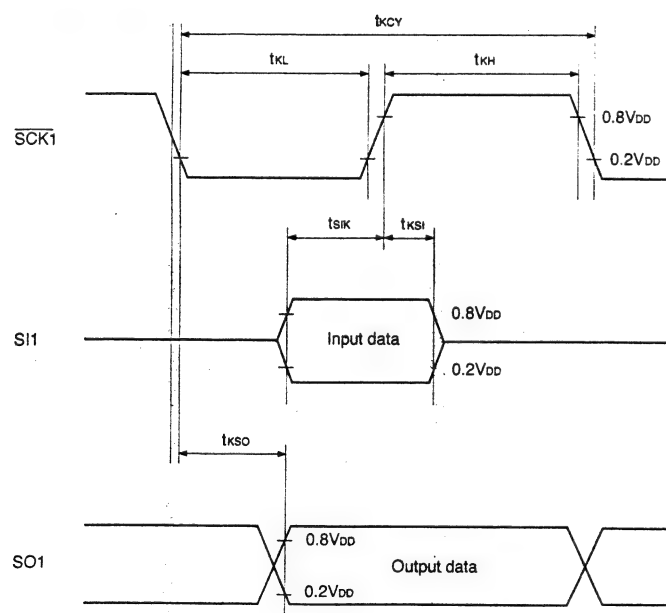 tKCY
tKL
tKH
SCK1
0.8VDD
0.2VDD
tSIK
tKSI
SI1
Input data
0.8VDD
0.2VDD
tKSO
SO1
0.8VDD
Output data
0.2VDD